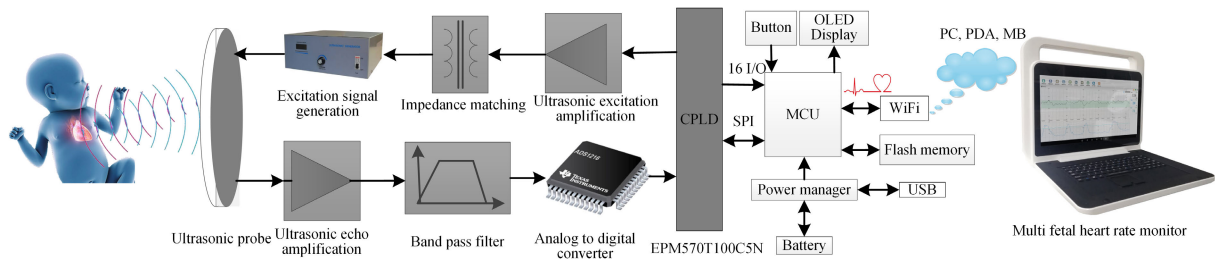 Excitation signal
generation
Impedance matching
Ultrasonic excitation
amplification
CPLD
16 I/O
SPI
Button
OLED
Display
MCU
WiFi
PC, PDA, MB
Flash memory
Power manager
USB
Battery
Ultrasonic probe
Ultrasonic echo
amplification
Band pass filter
ADS1216
TEXAS
INSTRUMENTS
Analog to digital
converter
EPM570T100C5N
Multi fetal heart rate monitor